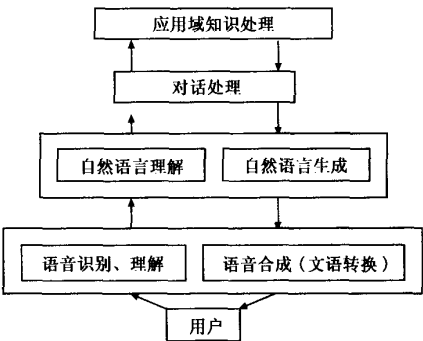 应用域知识处理
对话处理
自然语言理解
自然语言生成
语音识别、理解
语音合成(文语转换)
用户